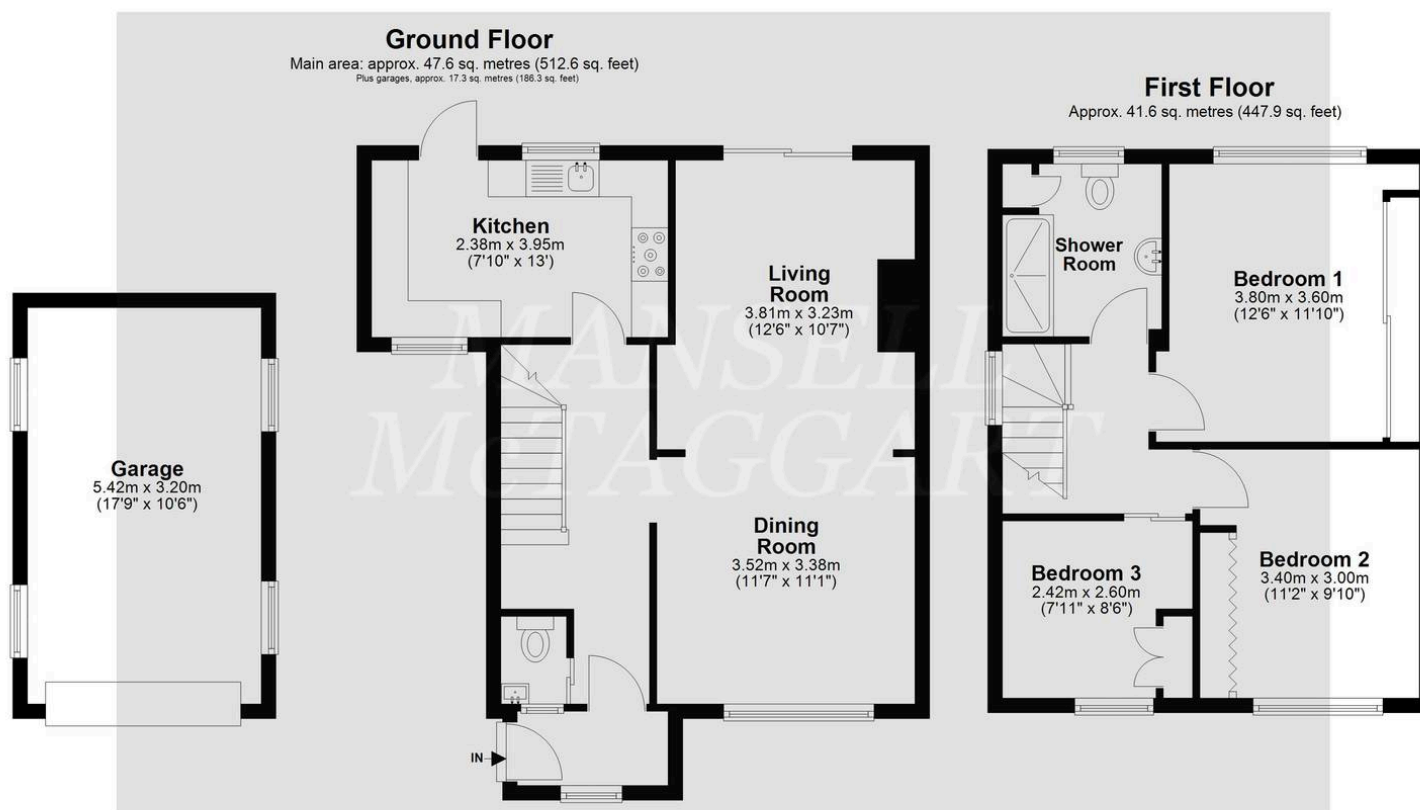 Ground Floor
Main area: approx. 47.6 sq. metres (512.6 sq. feet)
Plus garages, approx. 17.3 sq. metres (186.3 sq. feet)
First Floor
Approx. 41.6 sq. metres (447.9 sq. feet)
Kitchen
2.38m x 3.95m
(7'10" x 13')
Living
Room
3.81m x 3.23m
(12'6" x 10'7")
Shower
Room
Bedroom 1
3.80m x 3.60m
(12'6" x 11'10")
MANSELL
McTAGGART
Garage
5.42m x 3.20m
(17'9" x 10'6")
Dining
Room
3.52m x 3.38m
(11'7" x 11'1")
Bedroom 3
2.42m x 2.60m
(7'11" x 8'6")
Bedroom 2
3.40m x 3.00m
(11'2" x 9'10")
IN